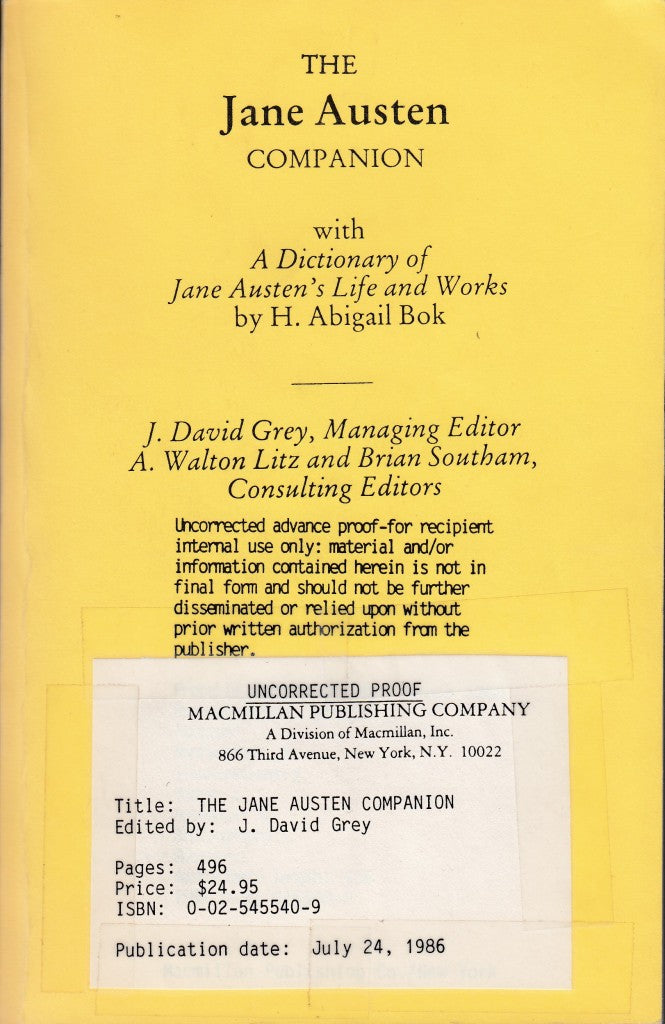 THE
Jane Austen
COMPANION
with
A Dictionary of
Jane Austen's Life and Works
by H. Abigail Bok
J. David Grey, Managing Editor
A. Walton Litz and Brian Southam,
Consulting Editors
Uncorrected advance proof-for recipient
internal use only: material and/or
information contained herein is not in
final form and should not be further
disseminated or relied upon without
prior written authorization from the
publisher.
UNCORRECTED PROOF
MACMILLAN PUBLISHING COMPANY
A Division of Macmillan, Inc.
866 Third Avenue, New York, N.Y. 10022
Title: THE JANE AUSTEN COMPANION
Edited by: J. David Grey
Pages: 496
Price: $24.95
ISBN: 0-02-545540-9
Publication date: July 24, 1986